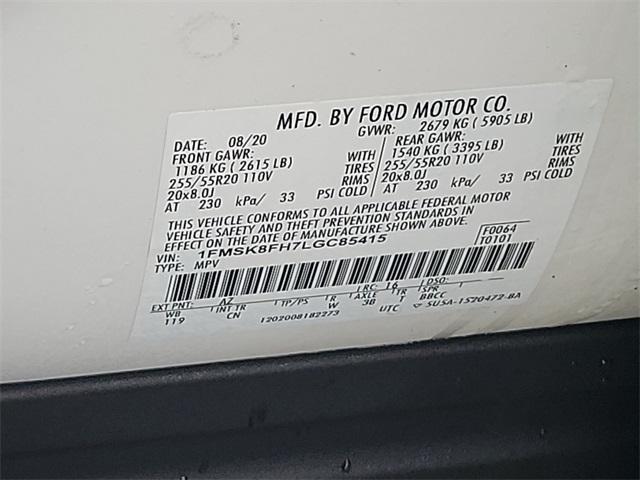 MFD. BY FORD MOTOR CO.
DATE: 08/20 GVWR: 2679 KG ( 5905 LB)
FRONT GAWR: WITH REAR GAWR: WITH
1186 KG ( 2615 LB) TIRES 1540 KG ( 3395 LB) TIRES
255/55R20 110V RIMS 255/55R20 110V RIMS
20x8.0J 20x8.0J
AT 230 kPa/ 33 PSI COLD AT 230 kPa/ 33 PSI COLD
THIS VEHICLE CONFORMS TO ALL APPLICABLE FEDERAL MOTOR
VEHICLE SAFETY AND THEFT PREVENTION STANDARDS IN
EFFECT ON THE DATE OF MANUFACTURE SHOWN ABOVE.
VIN: 1FMSK8FH7LGC85415 F0064
TYPE: MPV T0101
EXT PNT: AZ RC: 16 DSO:
WB INT TR TP/PS R AXLE TR SPR
119 CN W 3B T BBCC
1202008182273 UTC 5U5A-1520472-BA